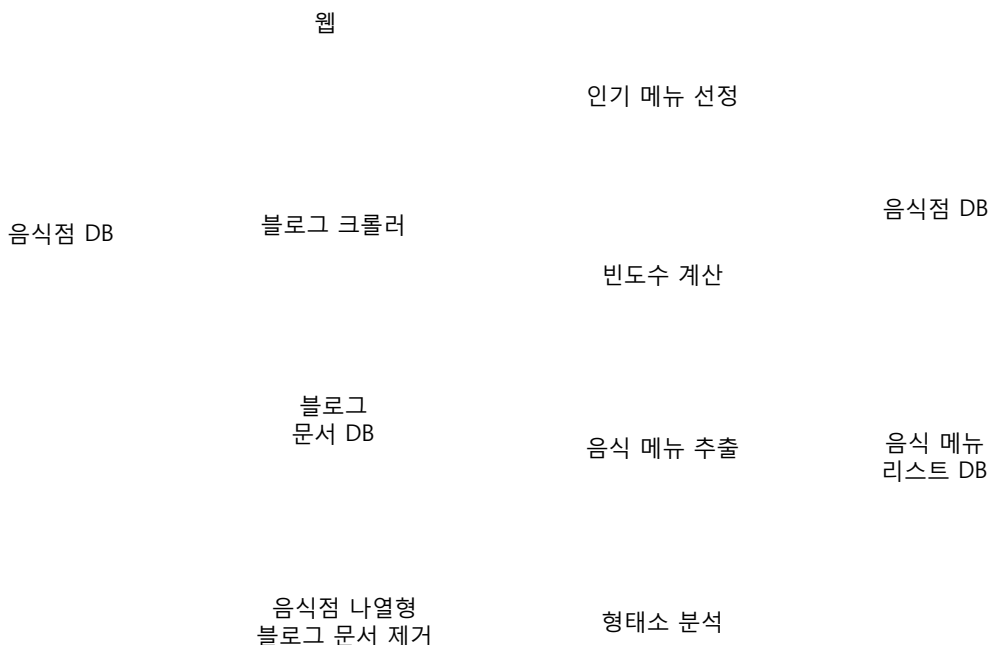 웹
인기 메뉴 선정
음식점 DB
블로그 크롤러
음식점 DB
빈도수 계산
블로그
문서 DB
음식 메뉴 추출
음식 메뉴
리스트 DB
음식점 나열형
블로그 문서 제거
형태소 분석